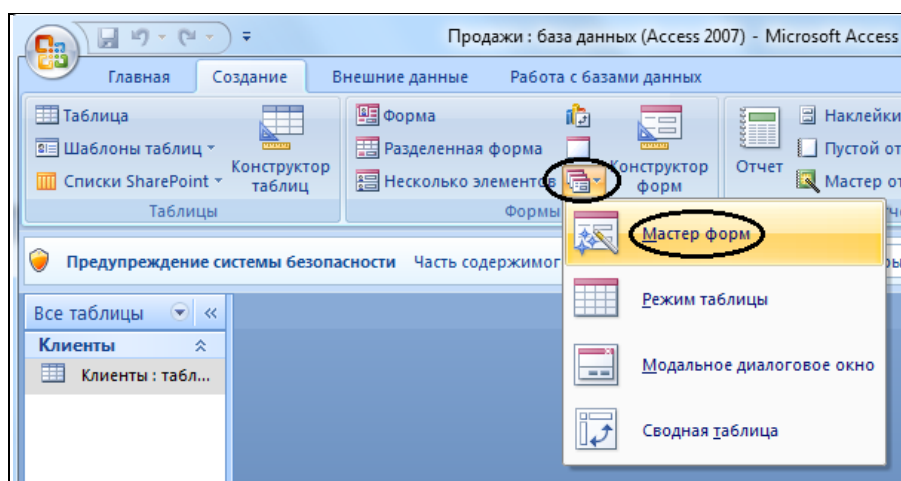 Продажи : база данных (Access 2007) - Microsoft Access
Главная Создание Внешние данные Работа с базами данных
Таблица
Шаблоны таблиц
Списки SharePoint
Конструктор таблиц
Таблицы
Форма
Разделенная форма
Несколько элементов
Конструктор форм
Формы
Отчет
Наклейки
Пустой от
Мастер от
Мастер форм
Режим таблицы
Модальное диалоговое окно
Сводная таблица
Предупреждение системы безопасности Часть содержимог
Все таблицы
Клиенты
Клиенты : табл...